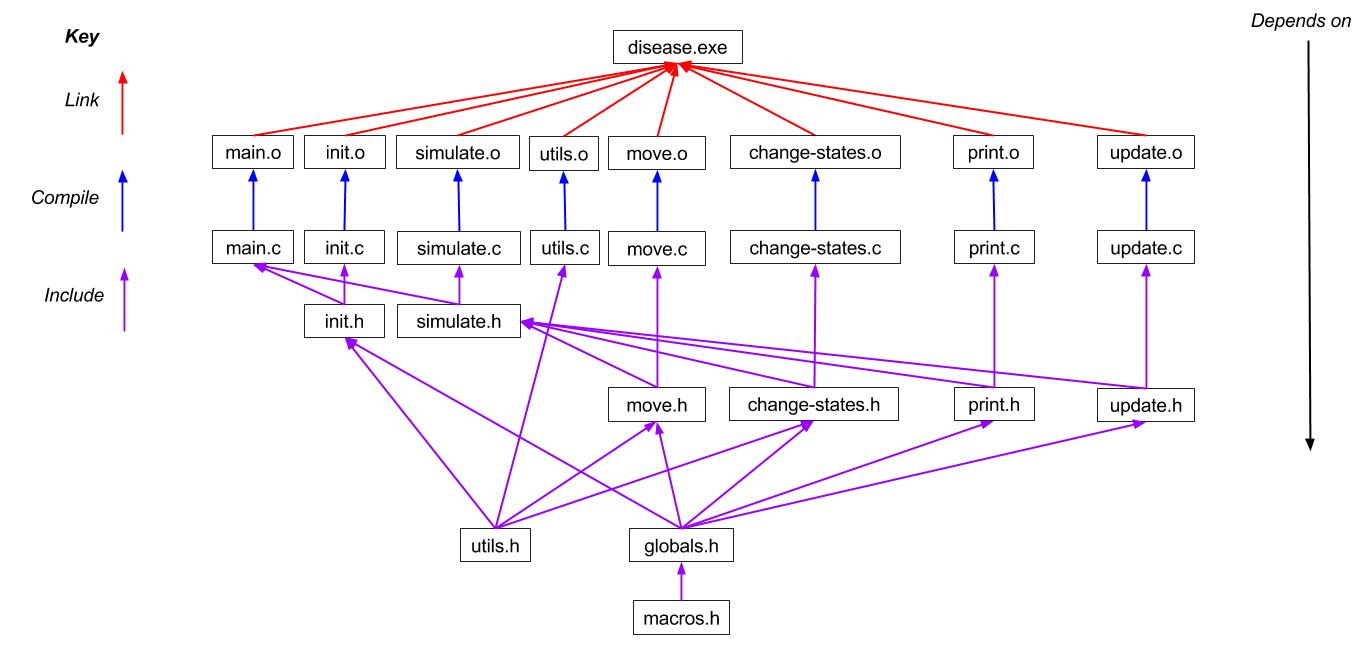 Depends on
Key
disease.exe
Link
main.o
init.o
simulate.o
utils.o
move.o
change-states.o
print.o
update.o
Compile
main.c
init.c
simulate.c
utils.c
move.c
change-states.c
print.c
update.c
Include
init.h
simulate.h
move.h
change-states.h
print.h
update.h
utils.h
globals.h
macros.h